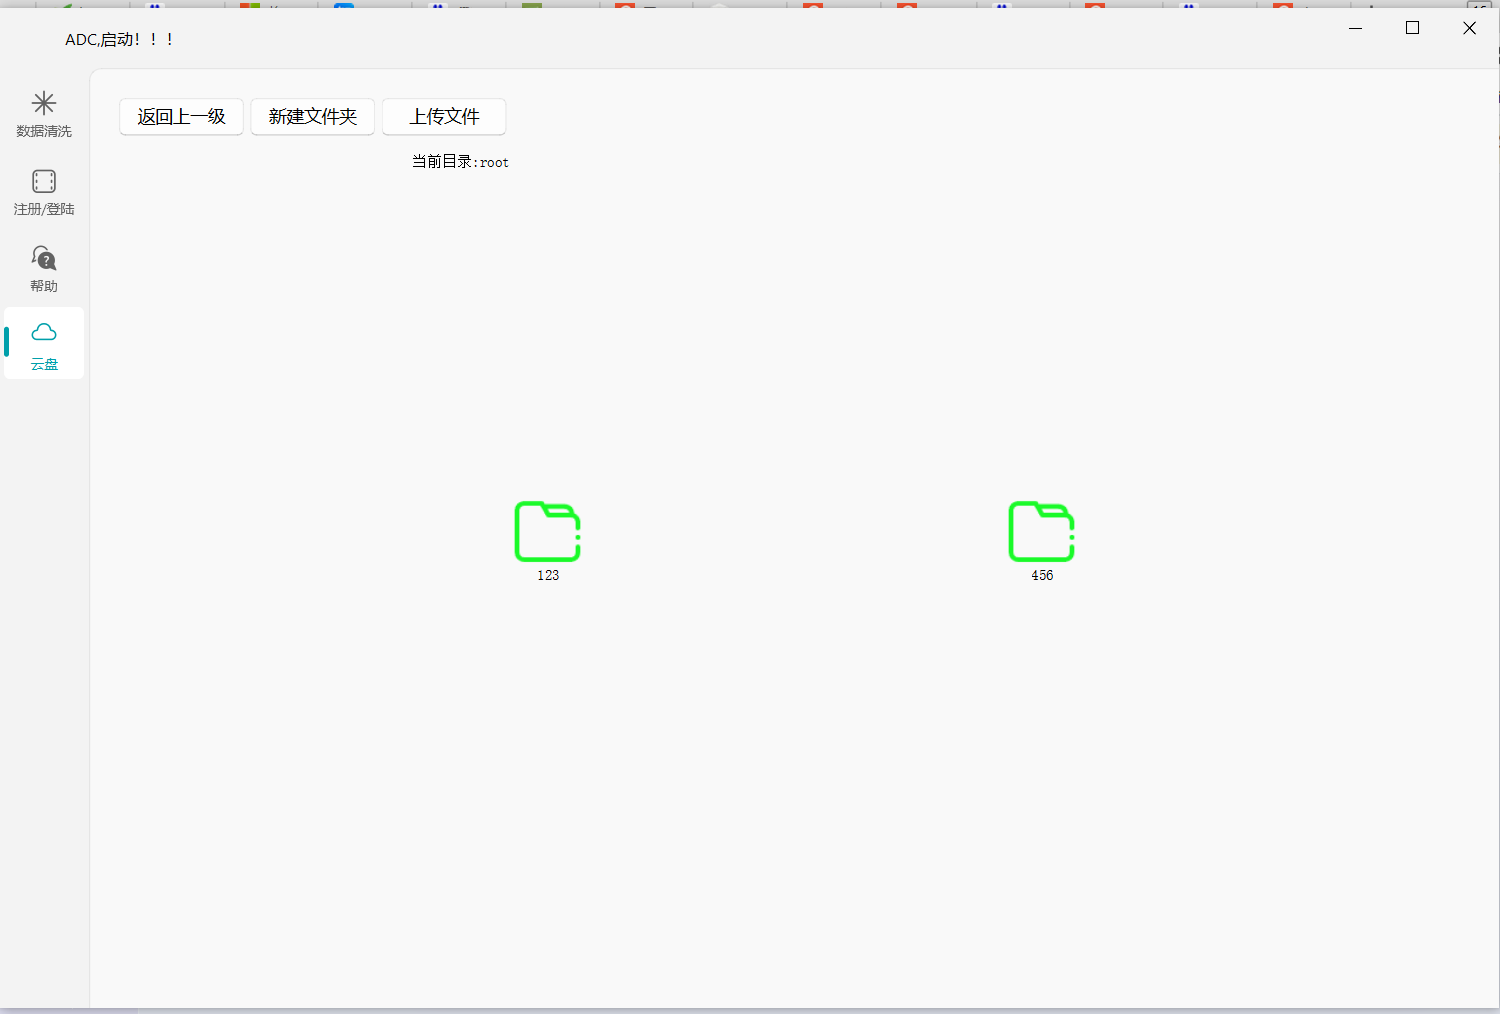 ADC,启动！！！
数据清洗
注册/登陆
帮助
云盘
返回上一级 新建文件夹 上传文件
当前目录:root
123 456